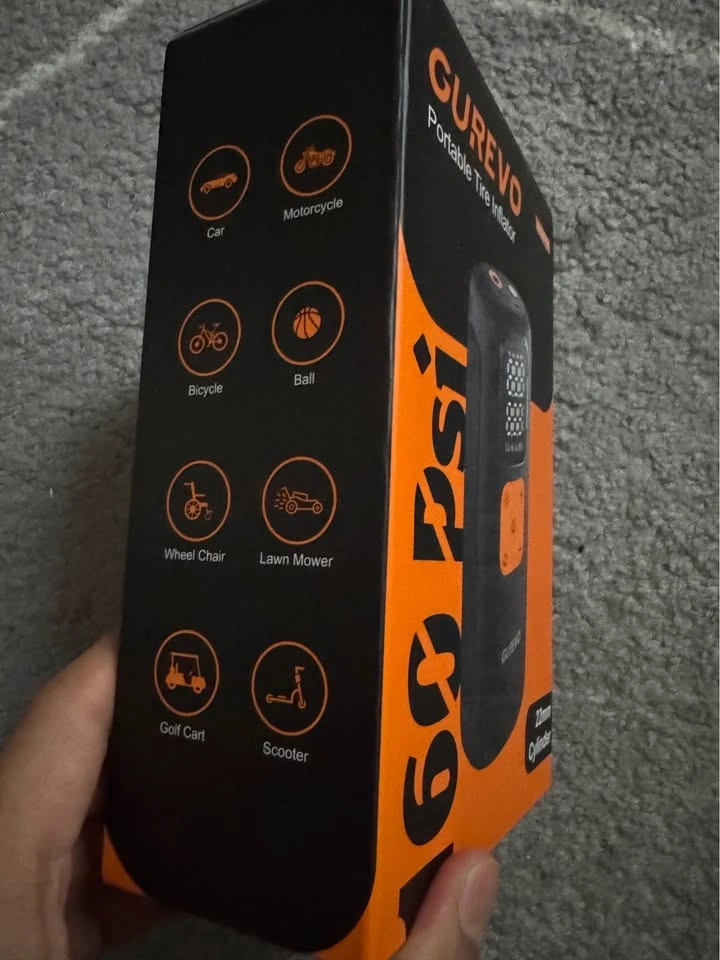 Car
Motorcycle
Bicycle
Ball
Wheel Chair
Lawn Mower
Golf Cart
Scooter
GUREVO
Portable Tire Inflator
160 psi
GUREVO
22mm
Cylinder